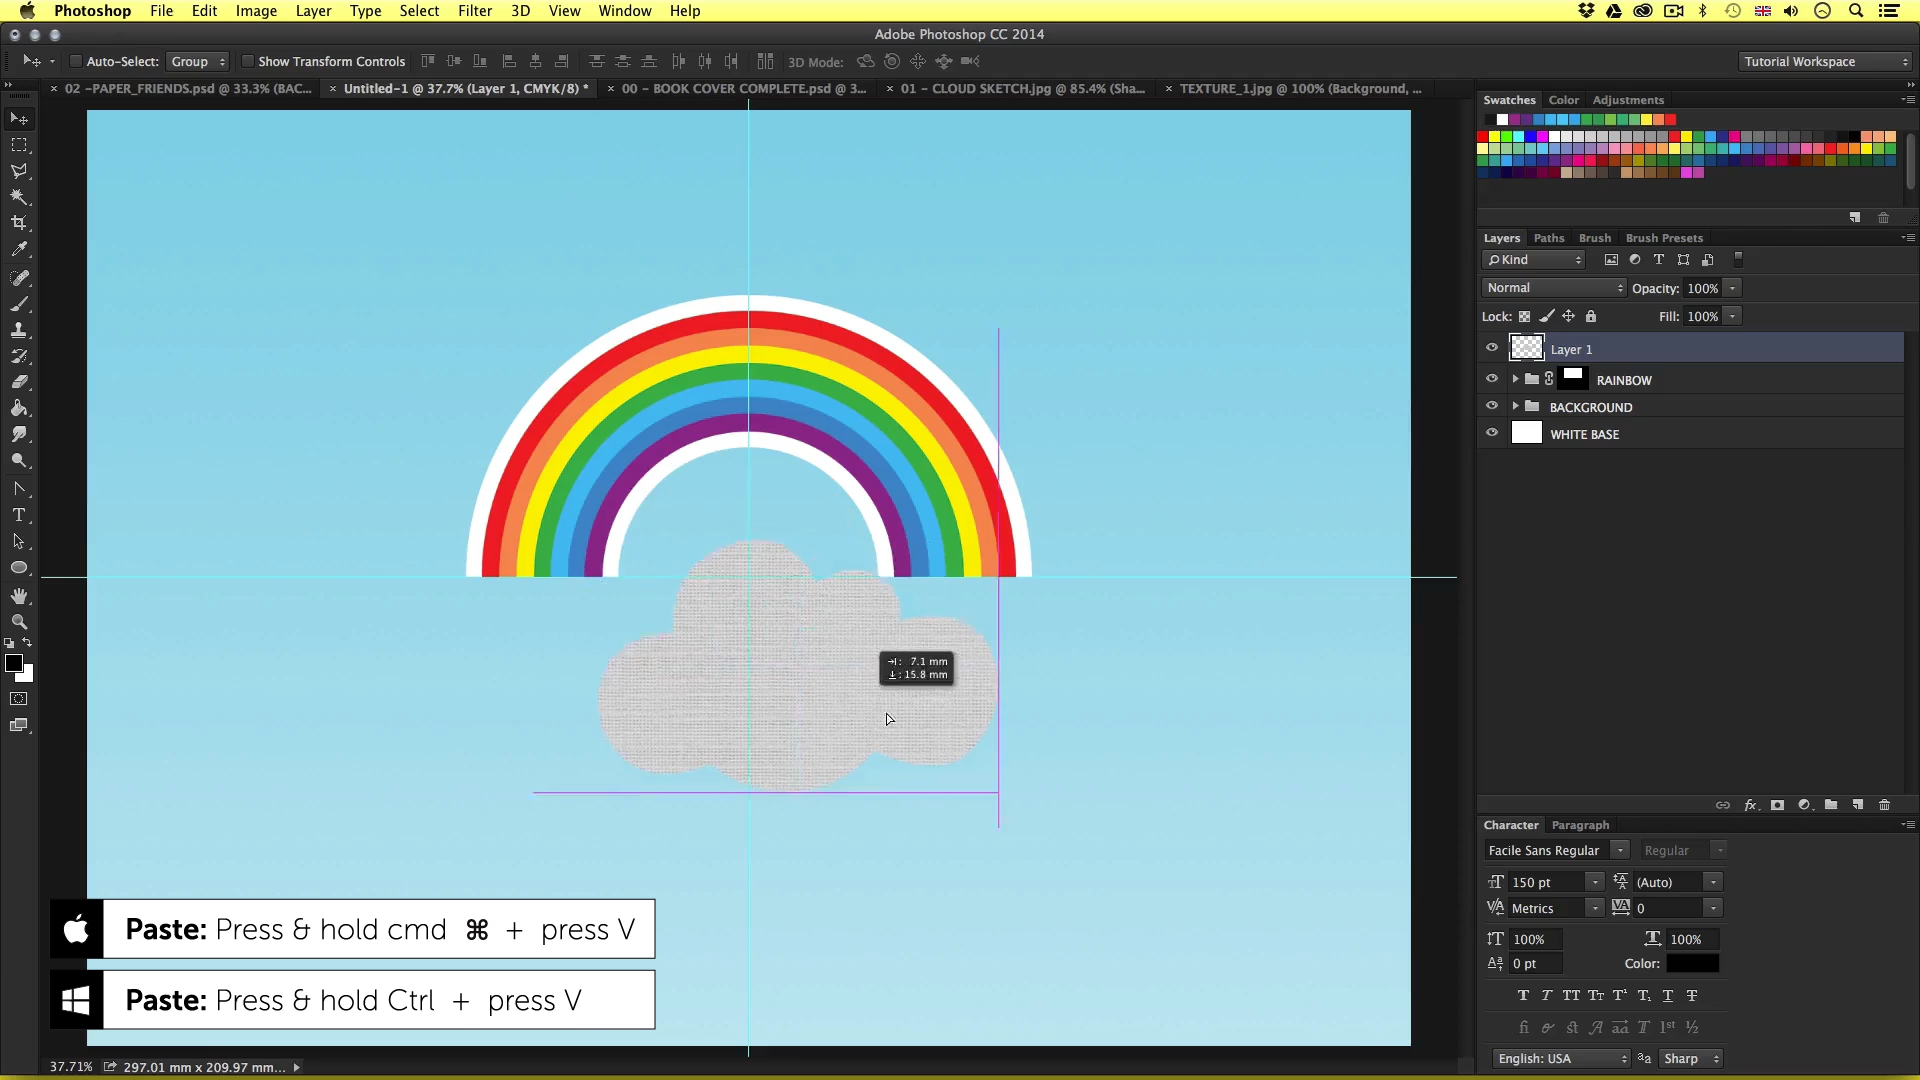 Photoshop File Edit Image Layer Type Select Filter 3D View Window Help
Adobe Photoshop CC 2014
Auto-Select: Group Show Transform Controls 3D Mode: Tutorial Workspace
02 -PAPER_FRIENDS.psd @ 33.3% (BAC... Untitled-1 @ 37.7% (Layer 1, CMYK/8) * 00 - BOOK COVER COMPLETE.psd @ 3... 01 - CLOUD SKETCH.jpg @ 85.4% (Sha... TEXTURE_1.jpg @ 100% (Background, ...
Swatches Color Adjustments
Layers Paths Brush Brush Presets
Kind
Normal Opacity: 100%
Lock: Fill: 100%
Layer 1
RAINBOW
BACKGROUND
WHITE BASE
7.1 mm
15.8 mm
Character Paragraph
Facile Sans Regular Regular
150 pt (Auto)
Metrics 0
100% 100%
0 pt Color:
English: USA Sharp
Paste: Press & hold cmd ⌘ + press V
Paste: Press & hold Ctrl + press V
37.71% 297.01 mm x 209.97 mm...